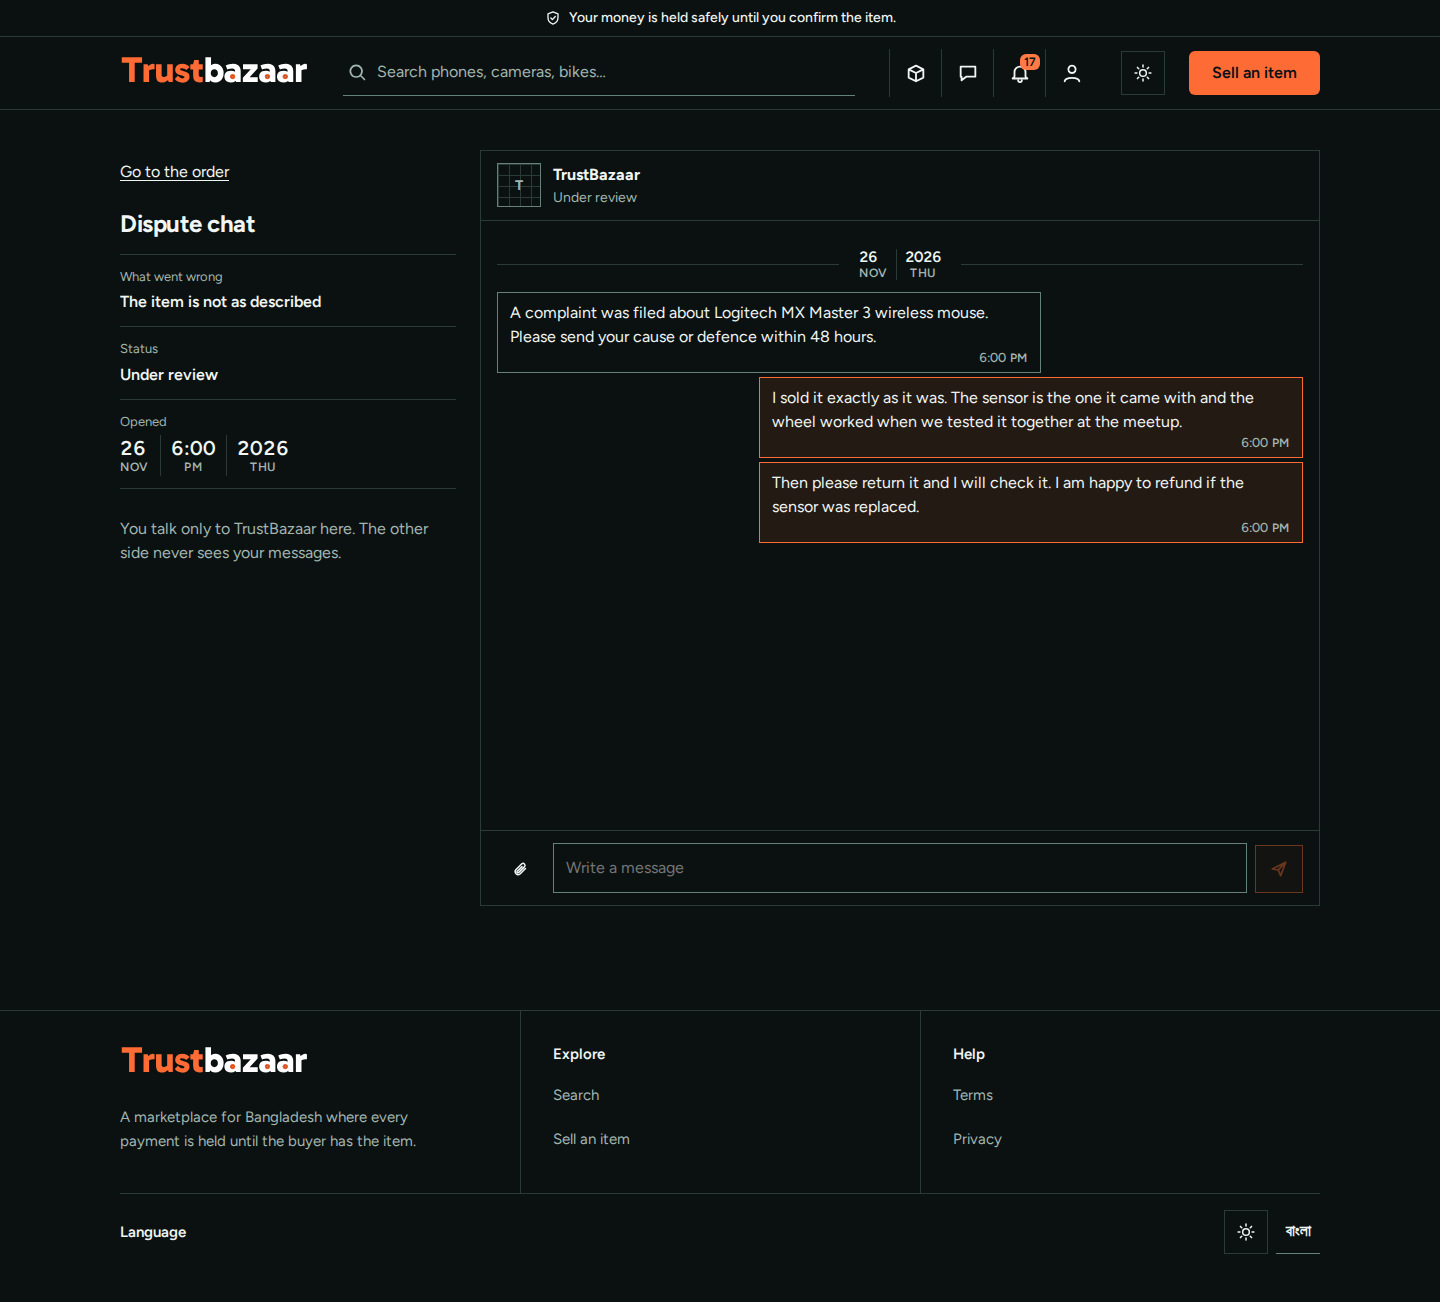 Your money is held safely until you confirm the item.
Trustbazaar
Search phones, cameras, bikes...
17
Sell an item
Go to the order
Dispute chat
What went wrong
The item is not as described
Status
Under review
Opened
26 6:00 2026
NOV PM THU
You talk only to TrustBazaar here. The other
side never sees your messages.
T
TrustBazaar
Under review
26 2026
NOV THU
A complaint was filed about Logitech MX Master 3 wireless mouse.
Please send your cause or defence within 48 hours.
6:00 PM
I sold it exactly as it was. The sensor is the one it came with and the
wheel worked when we tested it together at the meetup.
6:00 PM
Then please return it and I will check it. I am happy to refund if the
sensor was replaced.
6:00 PM
Write a message
Trustbazaar
A marketplace for Bangladesh where every
payment is held until the buyer has the item.
Explore
Search
Sell an item
Help
Terms
Privacy
Language
বাংলা